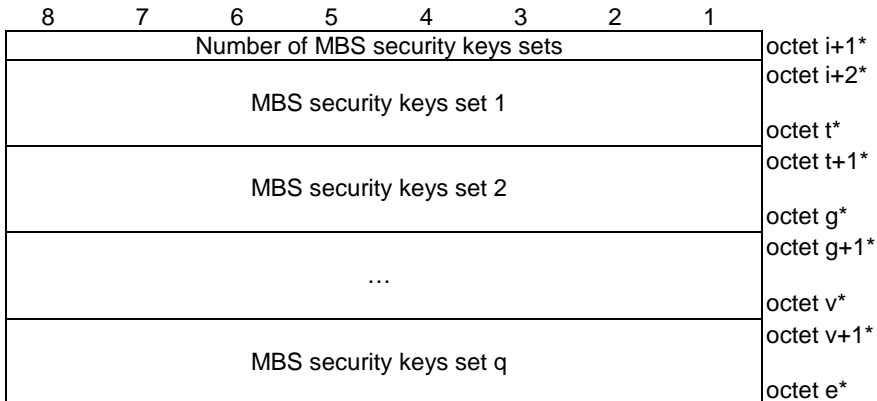 8 7 6 5 4 3 2 1
Number of MBS security keys sets octet i+1*
octet i+2*
MBS security keys set 1
octet t*
octet t+1*
MBS security keys set 2
octet g*
octet g+1*
…
octet v*
octet v+1*
MBS security keys set q
octet e*